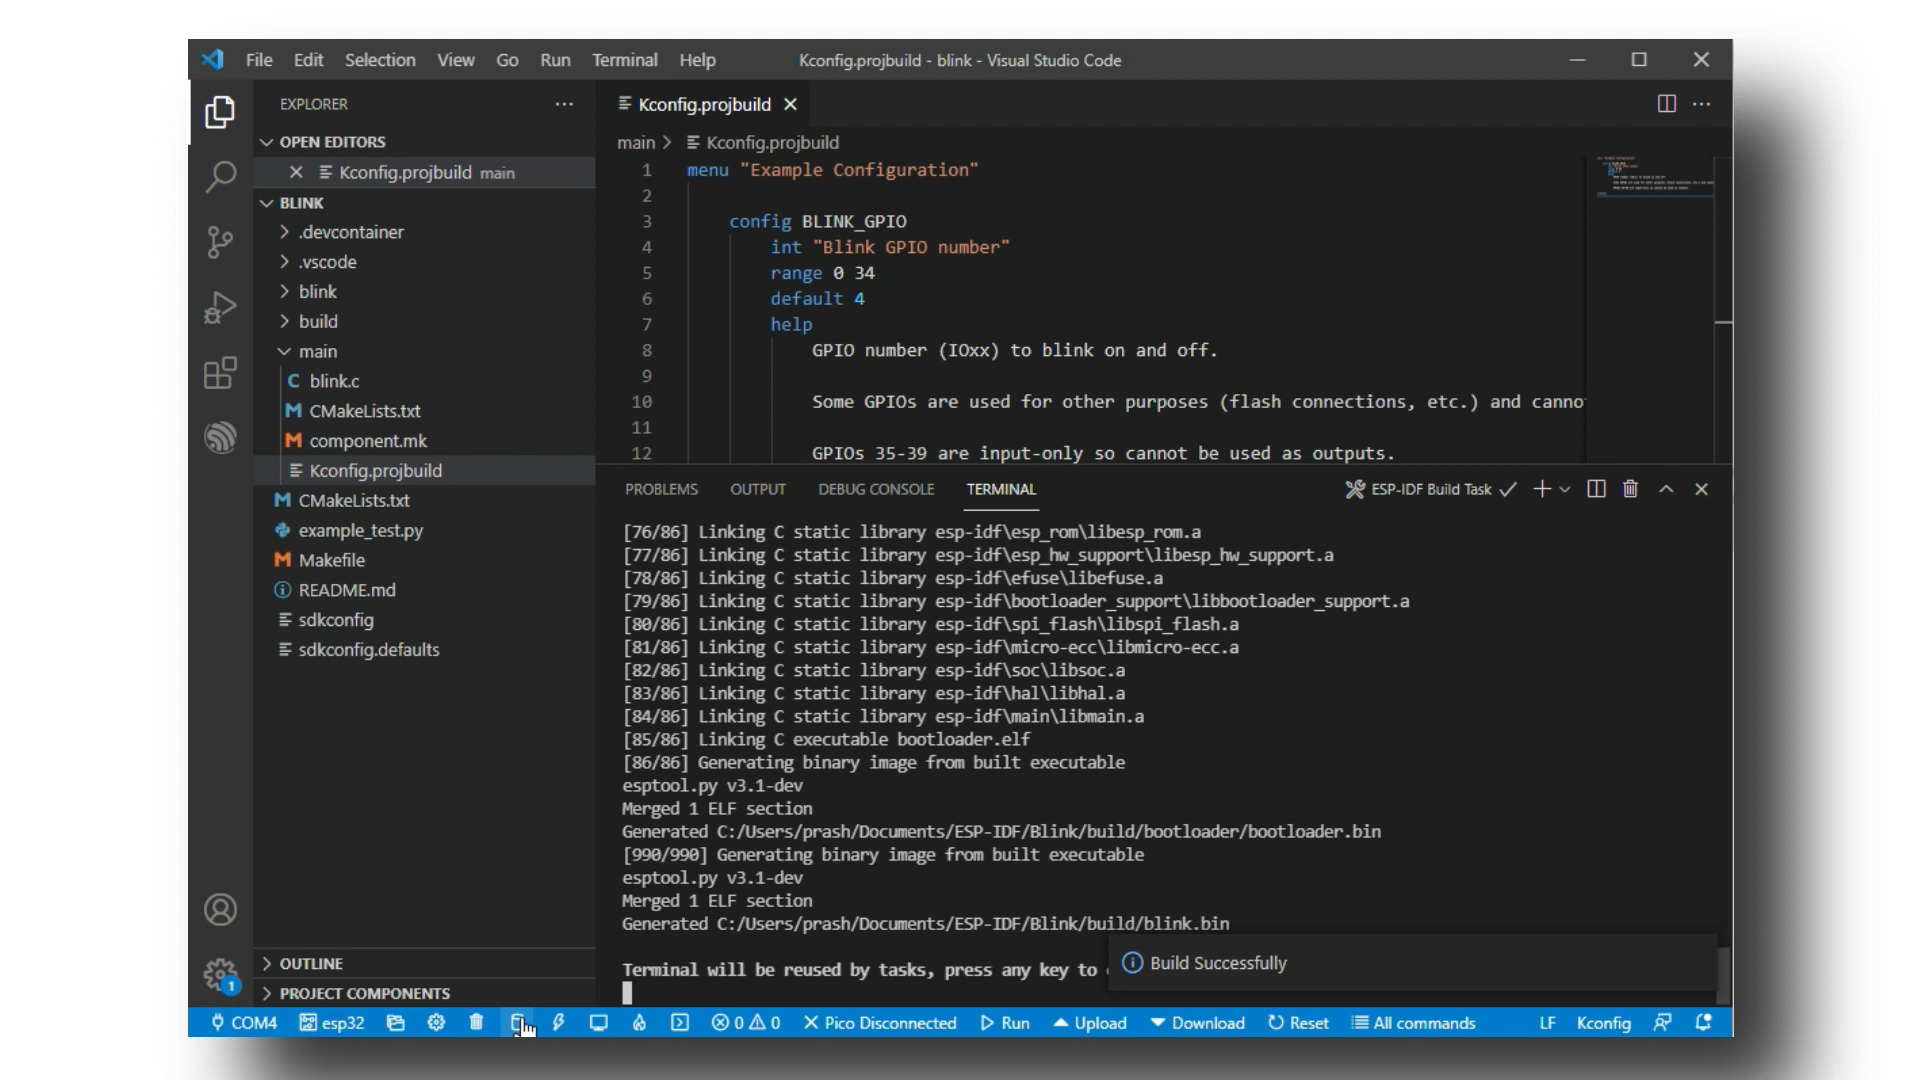 File Edit Selection View Go Run Terminal Help Kconfig.projbuild - blink - Visual Studio Code
EXPLORER
OPEN EDITORS
Kconfig.projbuild main
BLINK
.devcontainer
.vscode
blink
build
main
C blink.c
M CMakeLists.txt
M component.mk
Kconfig.projbuild
M CMakeLists.txt
example_test.py
M Makefile
README.md
sdkconfig
sdkconfig.defaults
OUTLINE
PROJECT COMPONENTS
1
Kconfig.projbuild
main > Kconfig.projbuild
1 menu "Example Configuration"
2
3 config BLINK_GPIO
4 int "Blink GPIO number"
5 range 0 34
6 default 4
7 help
8 GPIO number (IOxx) to blink on and off.
9
10 Some GPIOs are used for other purposes (flash connections, etc.) and
11
12 GPIOs 35-39 are input-only so cannot be used as outputs.
PROBLEMS OUTPUT DEBUG CONSOLE TERMINAL ESP-IDF Build Task
[76/86] Linking C static library esp-idf\esp_rom\libesp_rom.a
[77/86] Linking C static library esp-idf\esp_hw_support\libesp_hw_support.a
[78/86] Linking C static library esp-idf\efuse\libefuse.a
[79/86] Linking C static library esp-idf\bootloader_support\libbootloader_support.a
[80/86] Linking C static library esp-idf\spi_flash\libspi_flash.a
[81/86] Linking C static library esp-idf\micro-ecc\libmicro-ecc.a
[82/86] Linking C static library esp-idf\soc\libsoc.a
[83/86] Linking C static library esp-idf\hal\libhal.a
[84/86] Linking C static library esp-idf\main\libmain.a
[85/86] Linking C executable bootloader.elf
[86/86] Generating binary image from built executable
esptool.py v3.1-dev
Merged 1 ELF section
Generated C:/Users/prash/Documents/ESP-IDF/Blink/build/bootloader/bootloader.bin
[990/990] Generating binary image from built executable
esptool.py v3.1-dev
Merged 1 ELF section
Generated C:/Users/prash/Documents/ESP-IDF/Blink/build/blink.bin
Terminal will be reused by tasks, press any key to
Build Successfully
COM4 esp32 0 0 Pico Disconnected Run Upload Download Reset All commands LF Kconfig